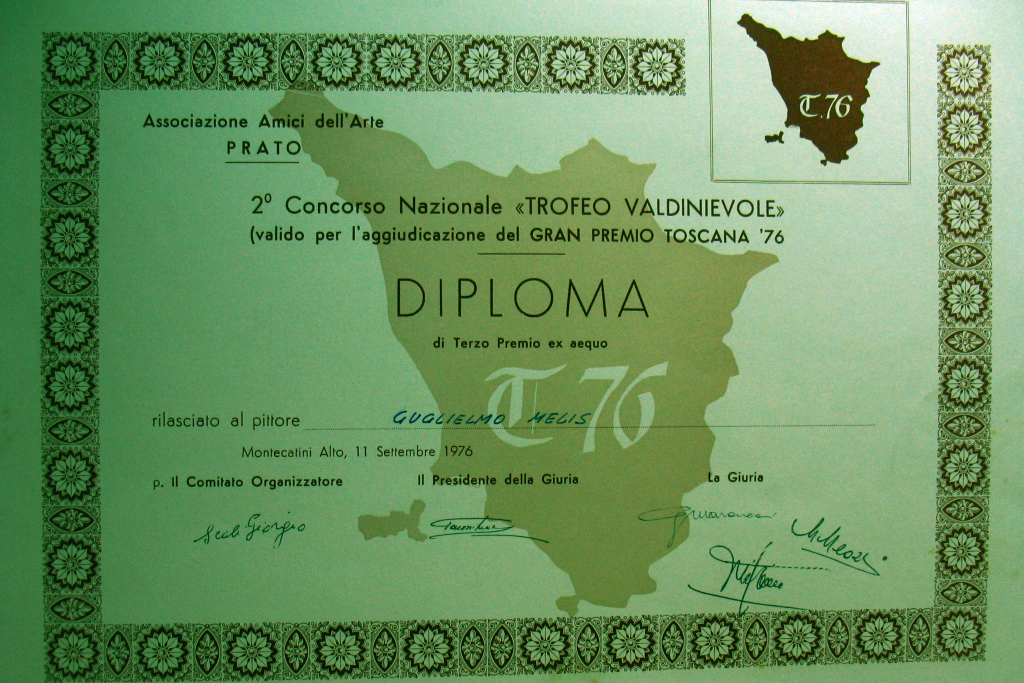 T.76
Associazione Amici dell'Arte
PRATO
2° Concorso Nazionale «TROFEO VALDINIEVOLE»
(valido per l'aggiudicazione del GRAN PREMIO TOSCANA '76
DIPLOMA
di Terzo Premio ex aequo
T.76
rilasciato al pittore GUGLIELMO MELIS
Montecatini Alto, 11 Settembre 1976
p. Il Comitato Organizzatore Il Presidente della Giuria La Giuria
Giorgio